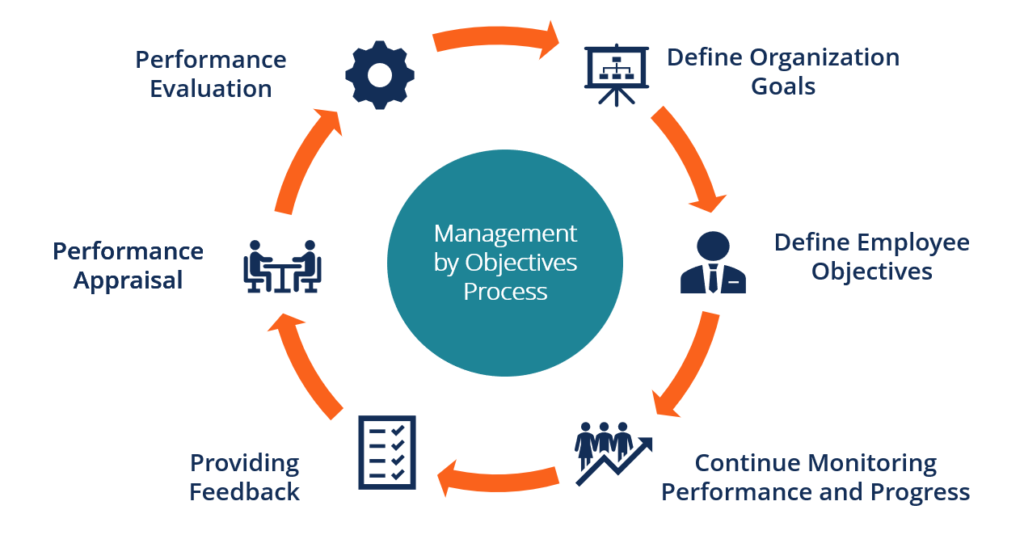 Management
by Objectives
Process
Define Organization
Goals
Define Employee
Objectives
Continue Monitoring
Performance and Progress
Providing
Feedback
Performance
Appraisal
Performance
Evaluation